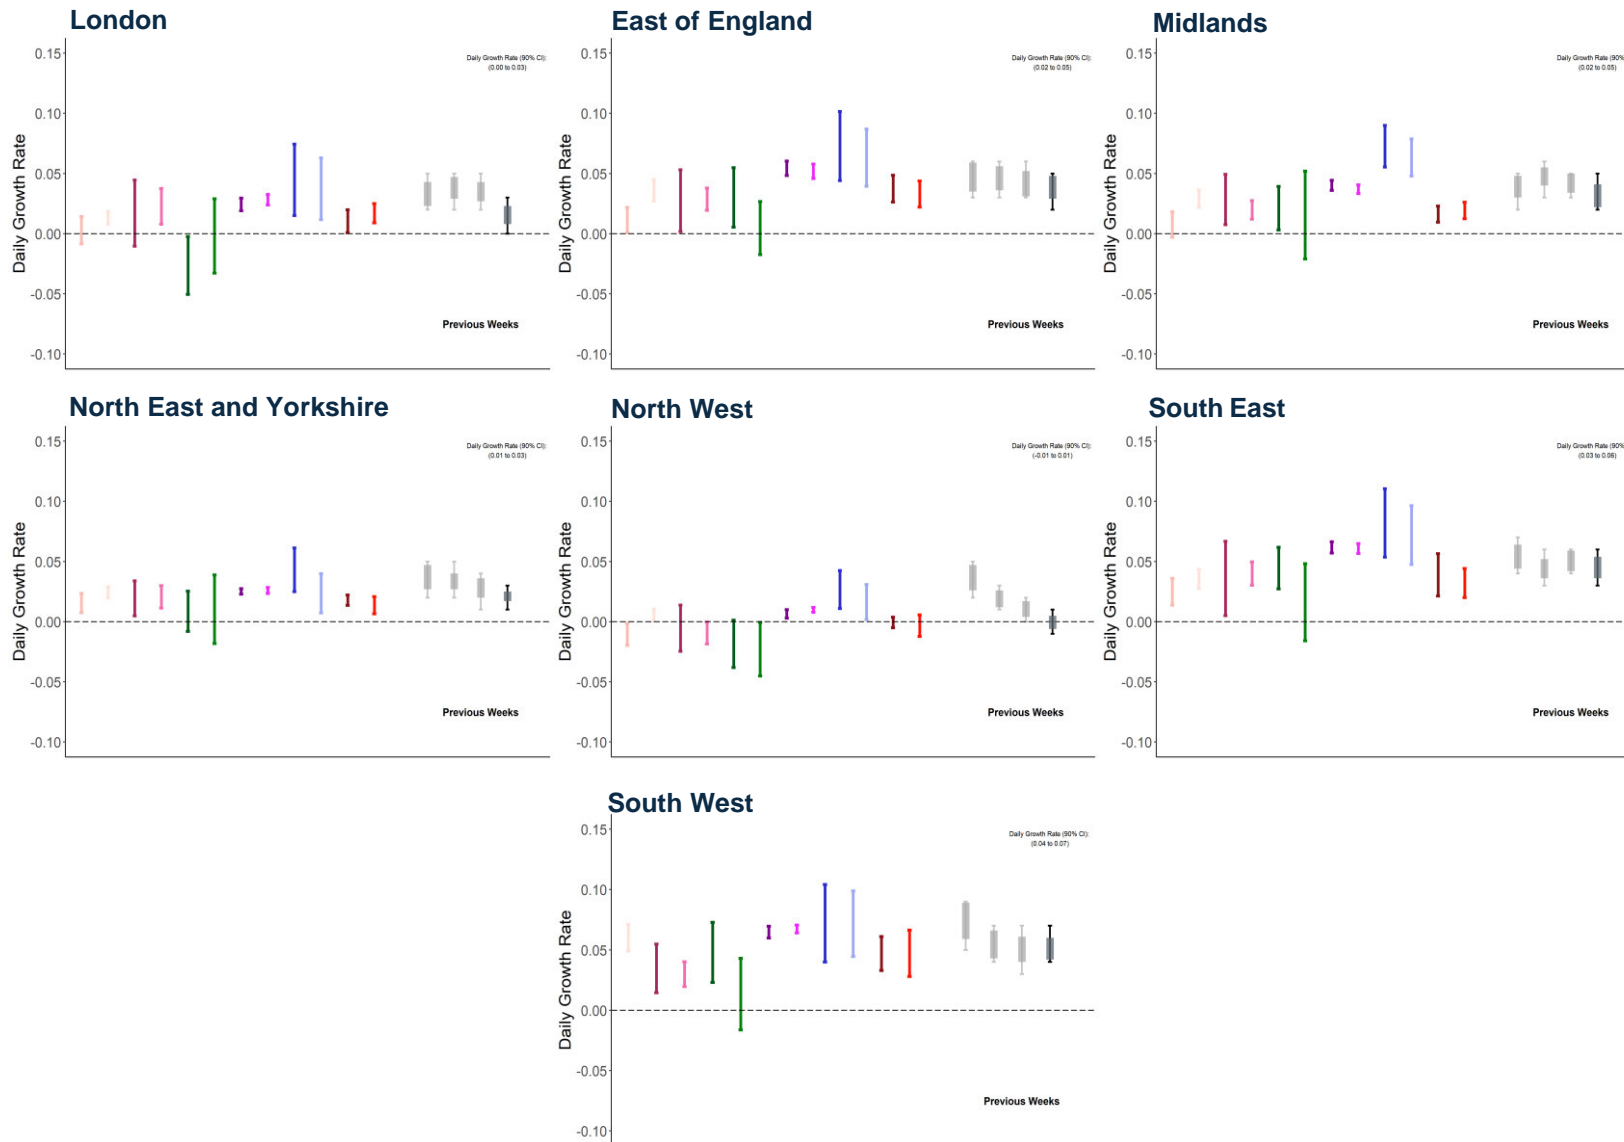 London
Daily Growth Rate (90% CI):
(0.00 to 0.03)
0.15
0.10
0.05
0.00
-0.05
-0.10
Daily Growth Rate
Previous Weeks
East of England
Daily Growth Rate (90% CI):
(0.02 to 0.05)
0.15
0.10
0.05
0.00
-0.05
-0.10
Daily Growth Rate
Previous Weeks
Midlands
Daily Growth Rate (90%
(0.02 to 0.05)
0.15
0.10
0.05
0.00
-0.05
-0.10
Daily Growth Rate
Previous Weeks
North East and Yorkshire
Daily Growth Rate (90% CI):
(0.01 to 0.03)
0.15
0.10
0.05
0.00
-0.05
-0.10
Daily Growth Rate
Previous Weeks
North West
Daily Growth Rate (90% CI):
(-0.01 to 0.01)
0.15
0.10
0.05
0.00
-0.05
-0.10
Daily Growth Rate
Previous Weeks
South East
Daily Growth Rate (90%
(0.03 to 0.06)
0.15
0.10
0.05
0.00
-0.05
-0.10
Daily Growth Rate
Previous Weeks
South West
Daily Growth Rate (90% CI):
(0.04 to 0.07)
0.15
0.10
0.05
0.00
-0.05
-0.10
Daily Growth Rate
Previous Weeks